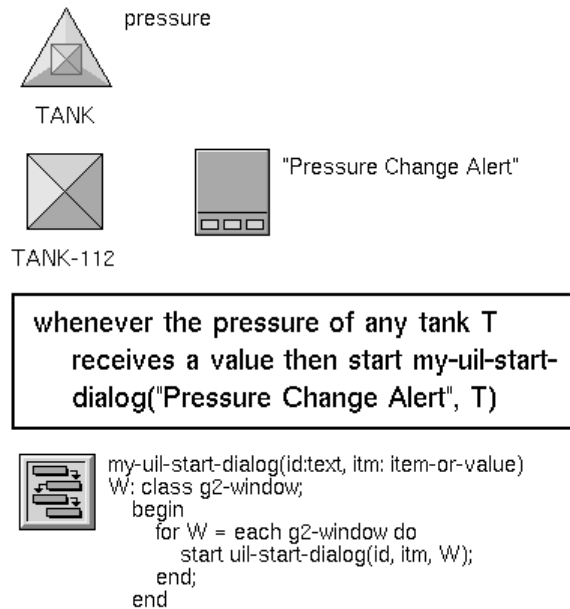 pressure
TANK
"Pressure Change Alert"
TANK-112
whenever the pressure of any tank T
receives a value then start my-uil-start-
dialog("Pressure Change Alert", T)
my-uil-start-dialog(id:text, itm: item-or-value)
W: class g2-window;
begin
for W = each g2-window do
start uil-start-dialog(id, itm, W);
end;
end